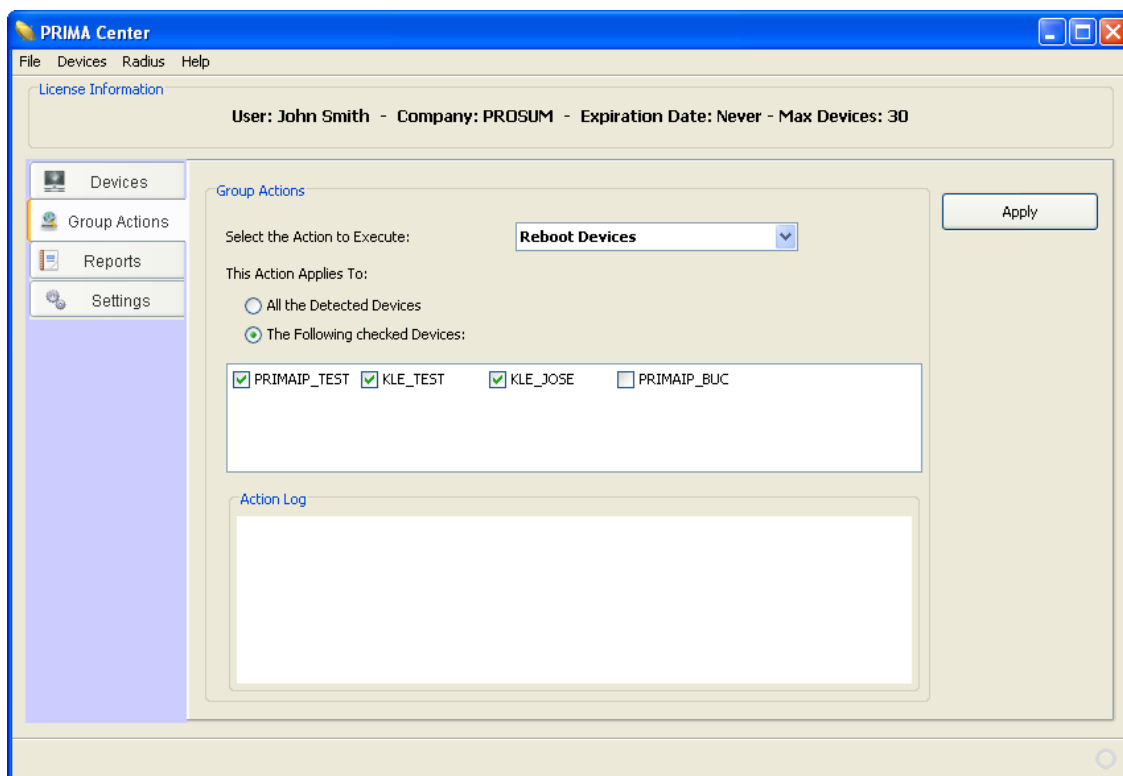 PRIMA Center
File Devices Radius Help
License Information
User: John Smith - Company: PROSUM - Expiration Date: Never - Max Devices: 30
Devices
Group Actions
Reports
Settings
Group Actions
Select the Action to Execute: Reboot Devices
This Action Applies To:
All the Detected Devices
The Following checked Devices:
PRIMAIP_TEST KLE_TEST KLE_JOSE PRIMAIP_BUC
Action Log
Apply